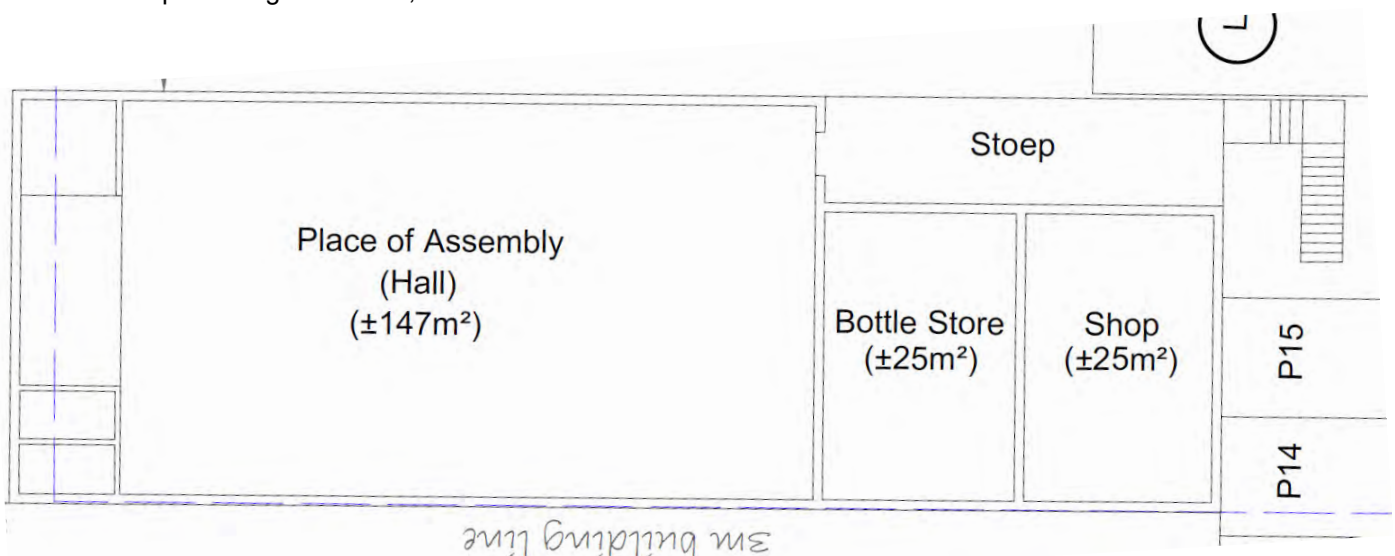 Stoep
Place of Assembly
(Hall)
(±147m²)
Bottle Store
(±25m²)
Shop
(±25m²)
P15
P14
3m building line
L